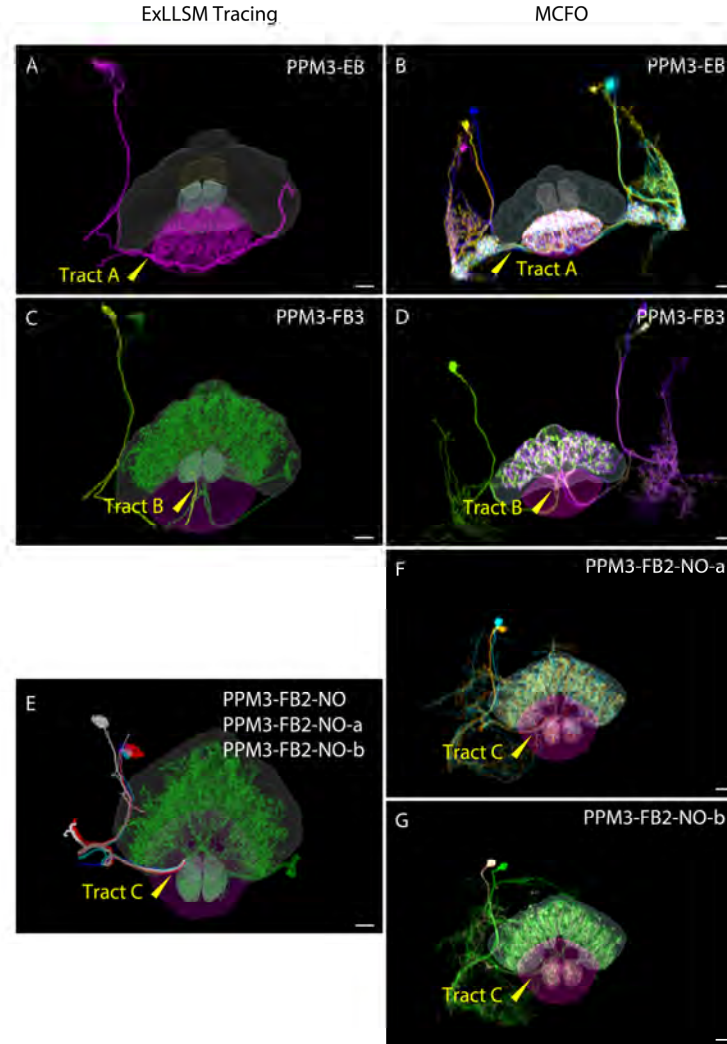 ExLLSM Tracing
MCFO
A
PPM3-EB
Tract A
B
PPM3-EB
Tract A
C
PPM3-FB3
Tract B
D
PPM3-FB3
Tract B
F
PPM3-FB2-NO-a
Tract C
E
PPM3-FB2-NO
PPM3-FB2-NO-a
PPM3-FB2-NO-b
Tract C
G
PPM3-FB2-NO-b
Tract C